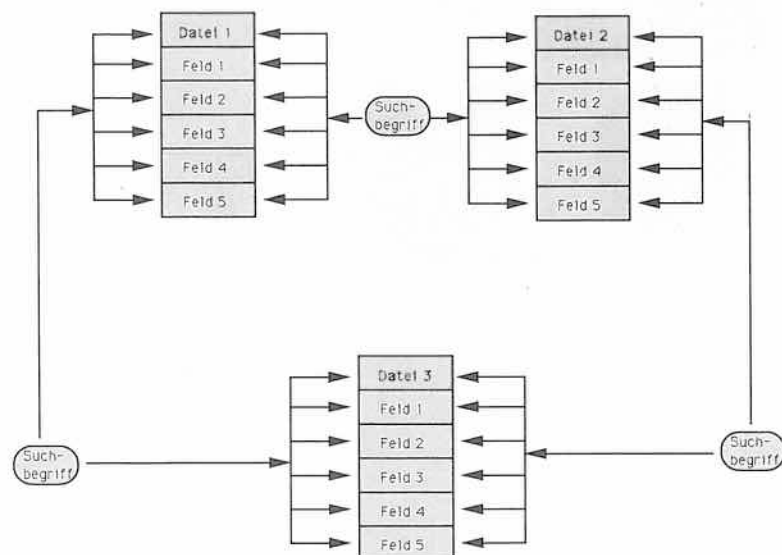 Datei 1
Feld 1
Feld 2
Feld 3
Feld 4
Feld 5
Such-
begriff
Datei 2
Feld 1
Feld 2
Feld 3
Feld 4
Feld 5
Datei 3
Feld 1
Feld 2
Feld 3
Feld 4
Feld 5
Such-
begriff
Such-
begriff